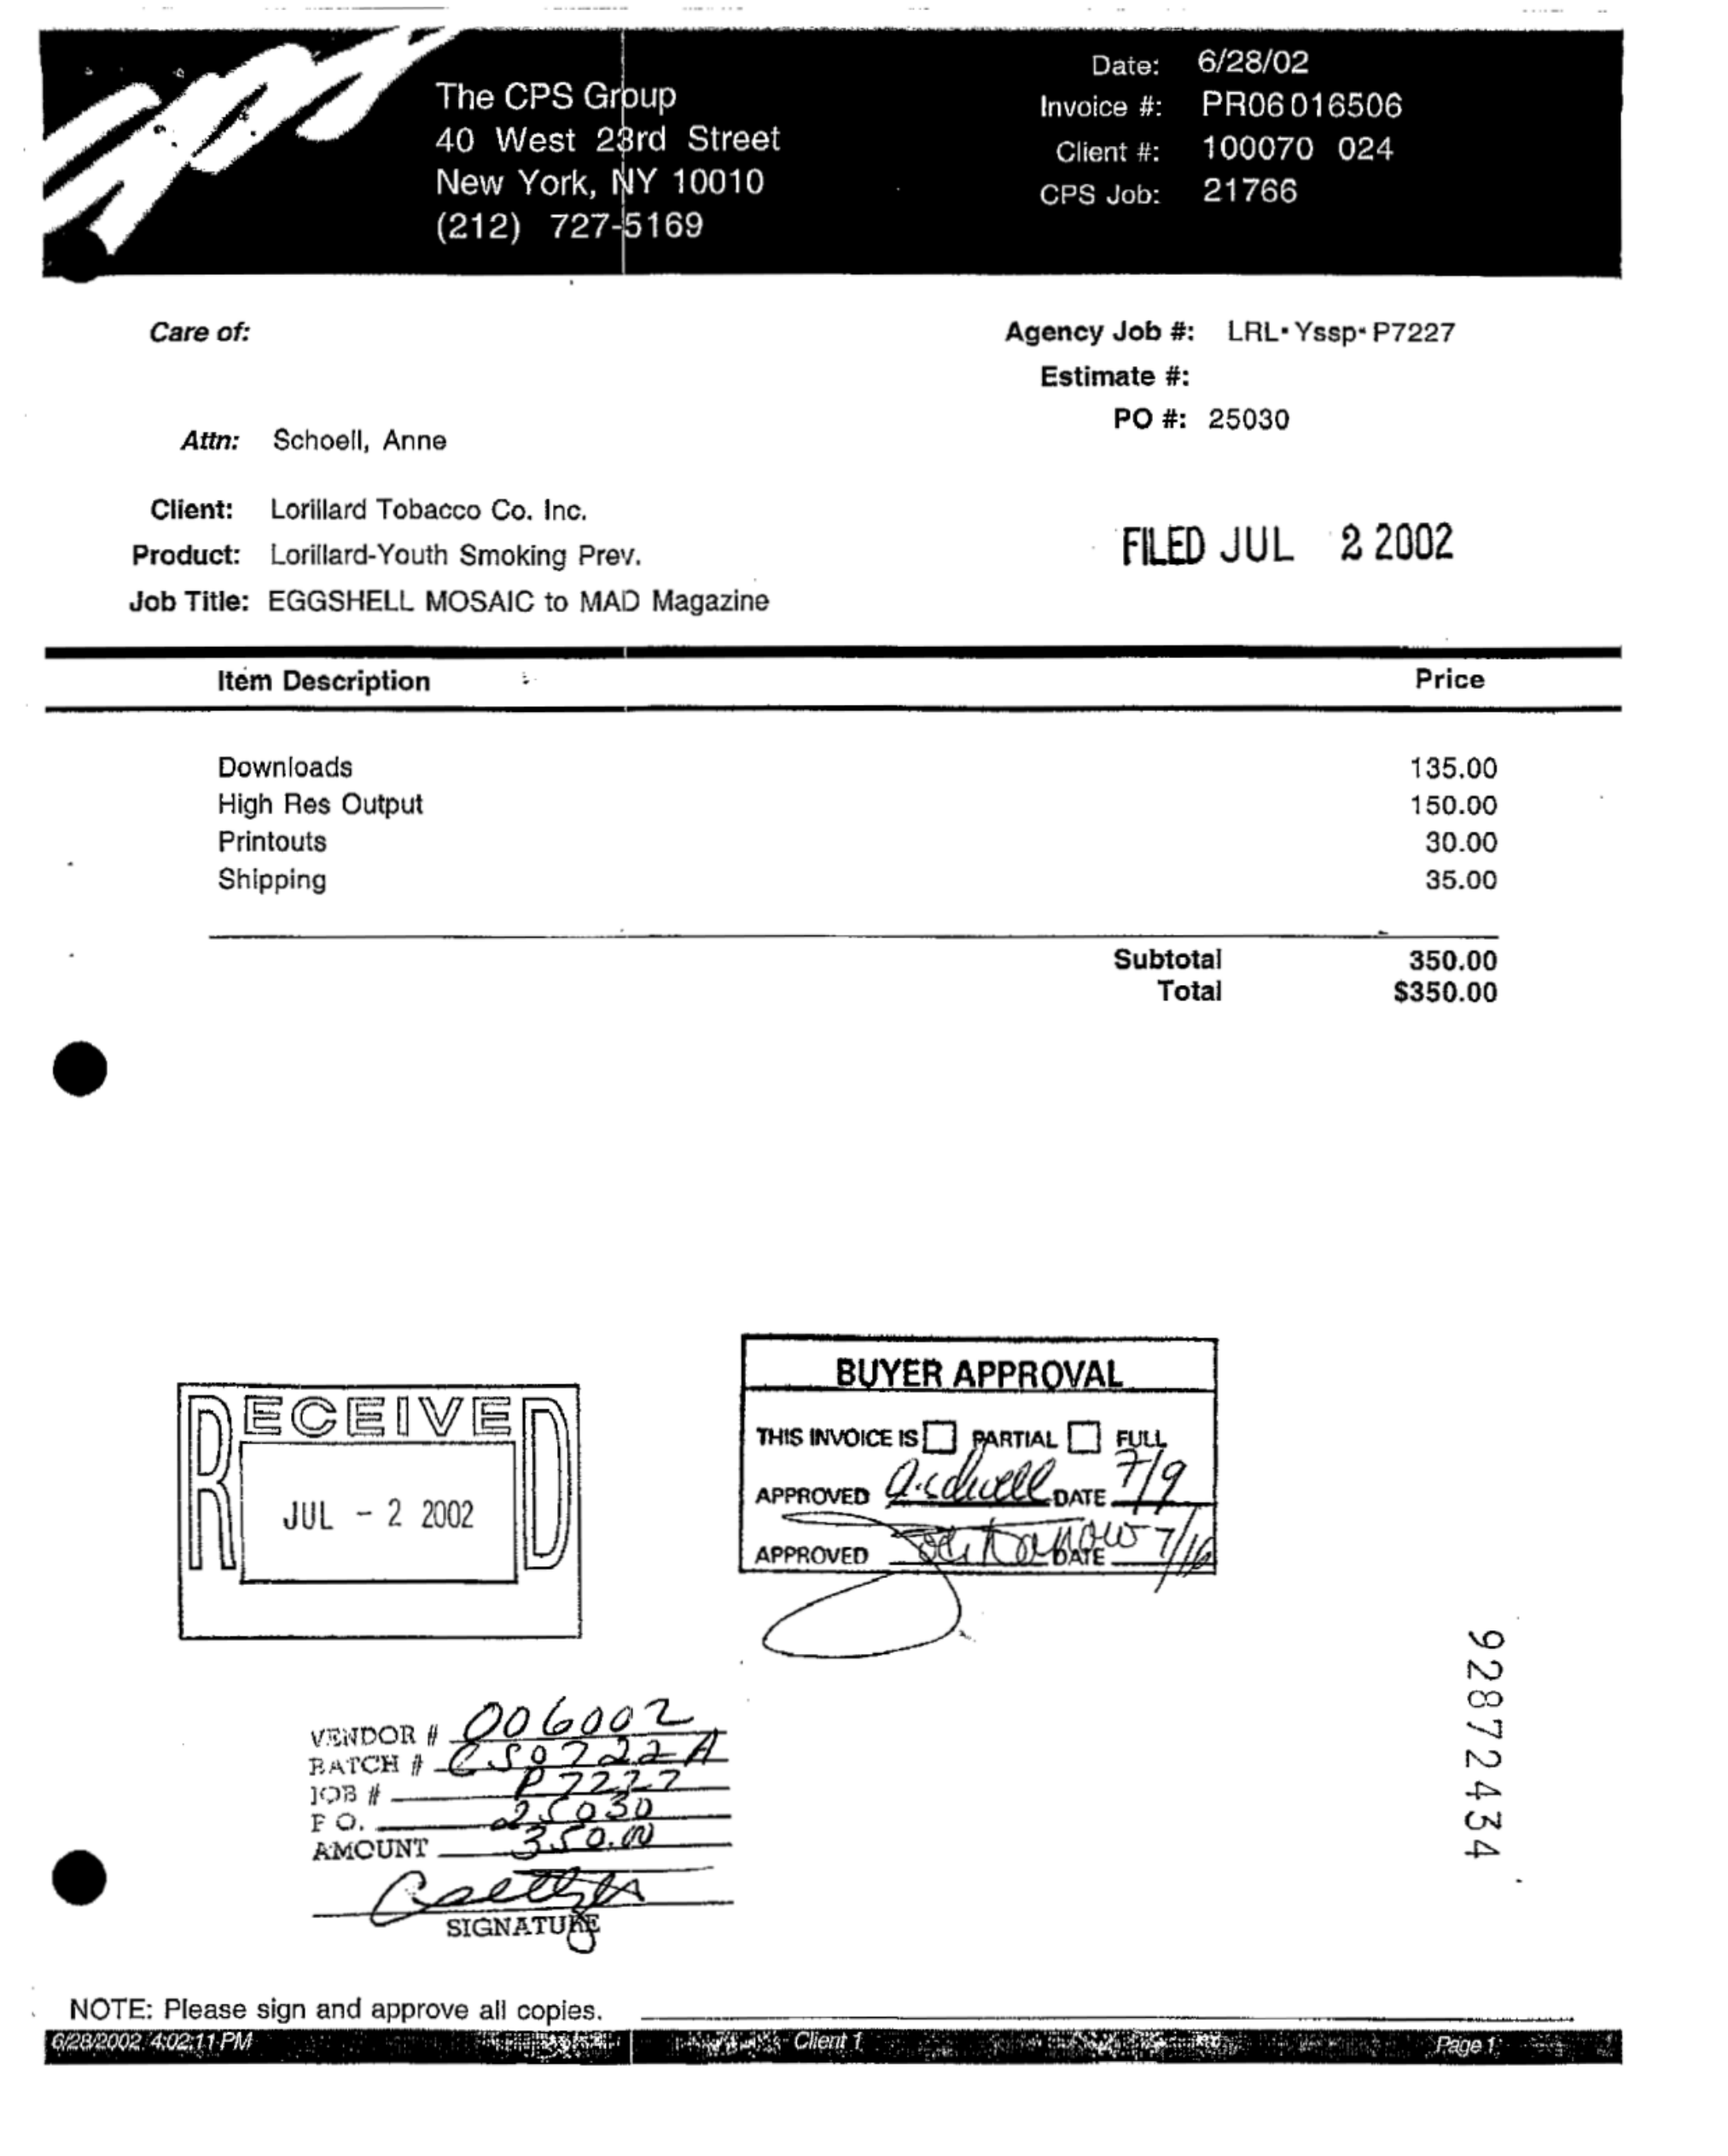 The CPS Group
40 West 23rd Street
New York, NY 10010
(212) 727-5169
Date: 6/28/02
Invoice #: PR06016506
Client #: 100070 024
CPS Job: 21766
Care of:
Agency Job #: LRL•Yssp•P7227
Estimate #:
PO #: 25030
Attn: Schoell, Anne
Client: Lorillard Tobacco Co. Inc.
Product: Lorillard-Youth Smoking Prev.
Job Title: EGGSHELL MOSAIC to MAD Magazine
FILED JUL 2 2002
Item Description Price
Downloads 135.00
High Res Output 150.00
Printouts 30.00
Shipping 35.00
Subtotal 350.00
Total $350.00
RECEIVED
JUL - 2 2002
BUYER APPROVAL
THIS INVOICE IS PARTIAL FULL
APPROVED DATE 7/9
APPROVED DATE 7/16
VENDOR # 006002
BATCH # CS0722A
JOB # P7227
P O. 25030
AMOUNT 350.00
SIGNATURE
92872434
NOTE: Please sign and approve all copies.
6/28/2002 4:02:11 PM Client 1 Page 1